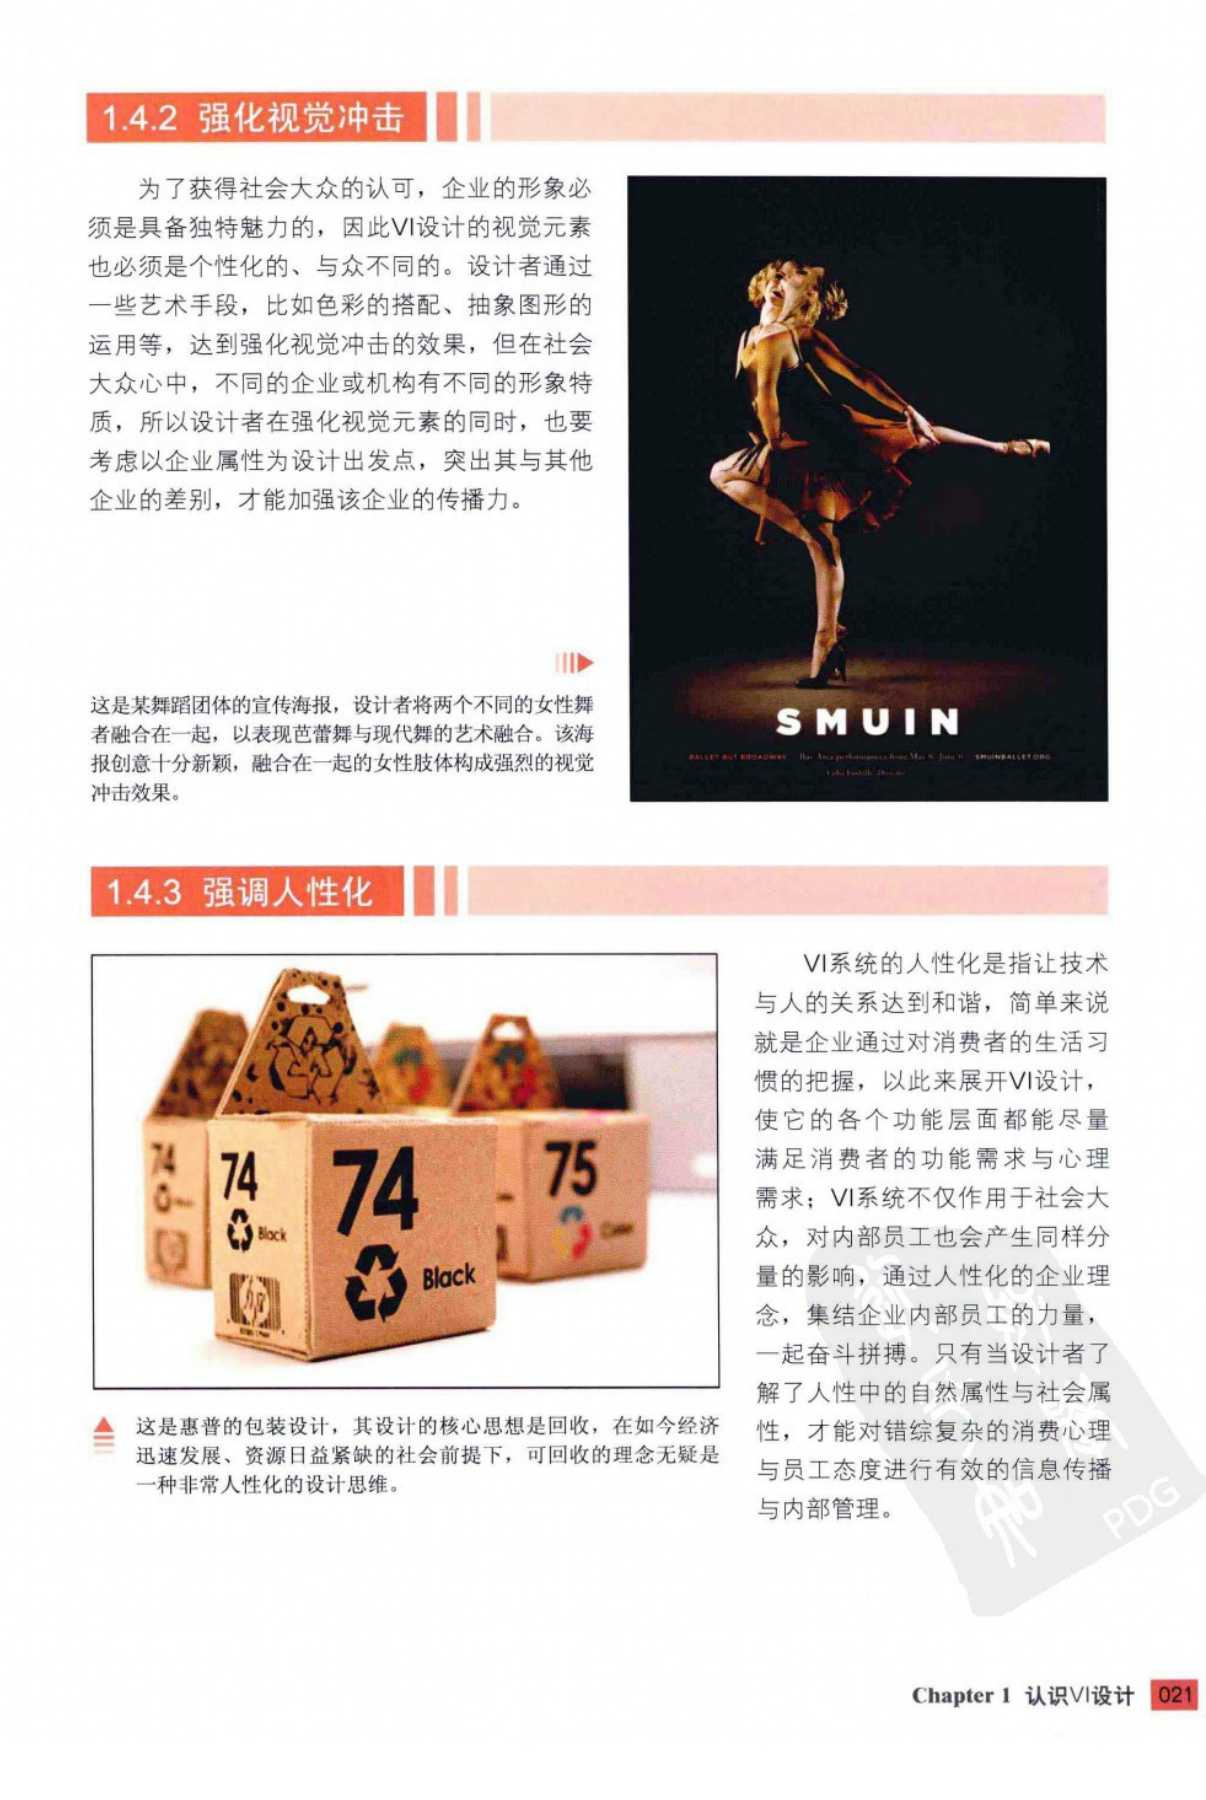 1.4.2 强化视觉冲击
为了获得社会大众的认可，企业的形象必
须是具备独特魅力的，因此VI设计的视觉元素
也必须是个性化的、与众不同的。设计者通过
一些艺术手段，比如色彩的搭配、抽象图形的
运用等，达到强化视觉冲击的效果，但在社会
大众心中，不同的企业或机构有不同的形象特
质，所以设计者在强化视觉元素的同时，也要
考虑以企业属性为设计出发点，突出其与其他
企业的差别，才能加强该企业的传播力。
这是某舞蹈团体的宣传海报，设计者将两个不同的女性舞
者融合在一起，以表现芭蕾舞与现代舞的艺术融合。该海
报创意十分新颖，融合在一起的女性肢体构成强烈的视觉
冲击效果。
SMUIN
BALLET BUT BROADWAY
SMUINBALLET.ORG
1.4.3 强调人性化
74
74
Black
74
Black
75
Color
这是惠普的包装设计，其设计的核心思想是回收，在如今经济
迅速发展、资源日益紧缺的社会前提下，可回收的理念无疑是
一种非常人性化的设计思维。
VI系统的人性化是指让技术
与人的关系达到和谐，简单来说
就是企业通过对消费者的生活习
惯的把握，以此来展开VI设计，
使它的各个功能层面都能尽量
满足消费者的功能需求与心理
需求；VI系统不仅作用于社会大
众，对内部员工也会产生同样分
量的影响，通过人性化的企业理
念，集结企业内部员工的力量，
一起奋斗拼搏。只有当设计者了
解了人性中的自然属性与社会属
性，才能对错综复杂的消费心理
与员工态度进行有效的信息传播
与内部管理。
PDG
Chapter 1 认识VI设计 021